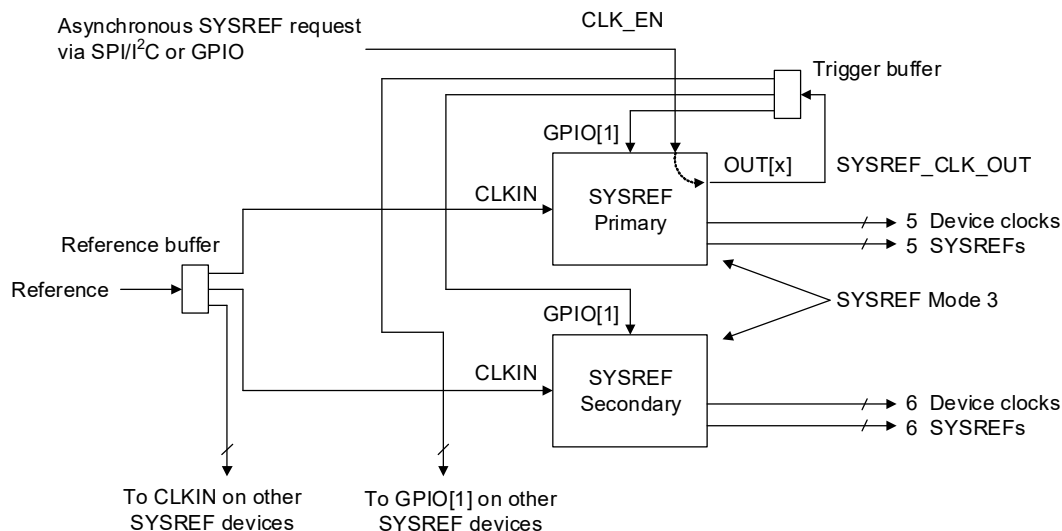 Asynchronous SYSREF request
via SPI/I²C or GPIO
CLK_EN
Trigger buffer
GPIO[1]
OUT[x]
SYSREF_CLK_OUT
SYSREF
Primary
CLKIN
5 Device clocks
5 SYSREFs
Reference buffer
Reference
SYSREF Mode 3
GPIO[1]
CLKIN
SYSREF
Secondary
6 Device clocks
6 SYSREFs
To CLKIN on other
SYSREF devices
To GPIO[1] on other
SYSREF devices